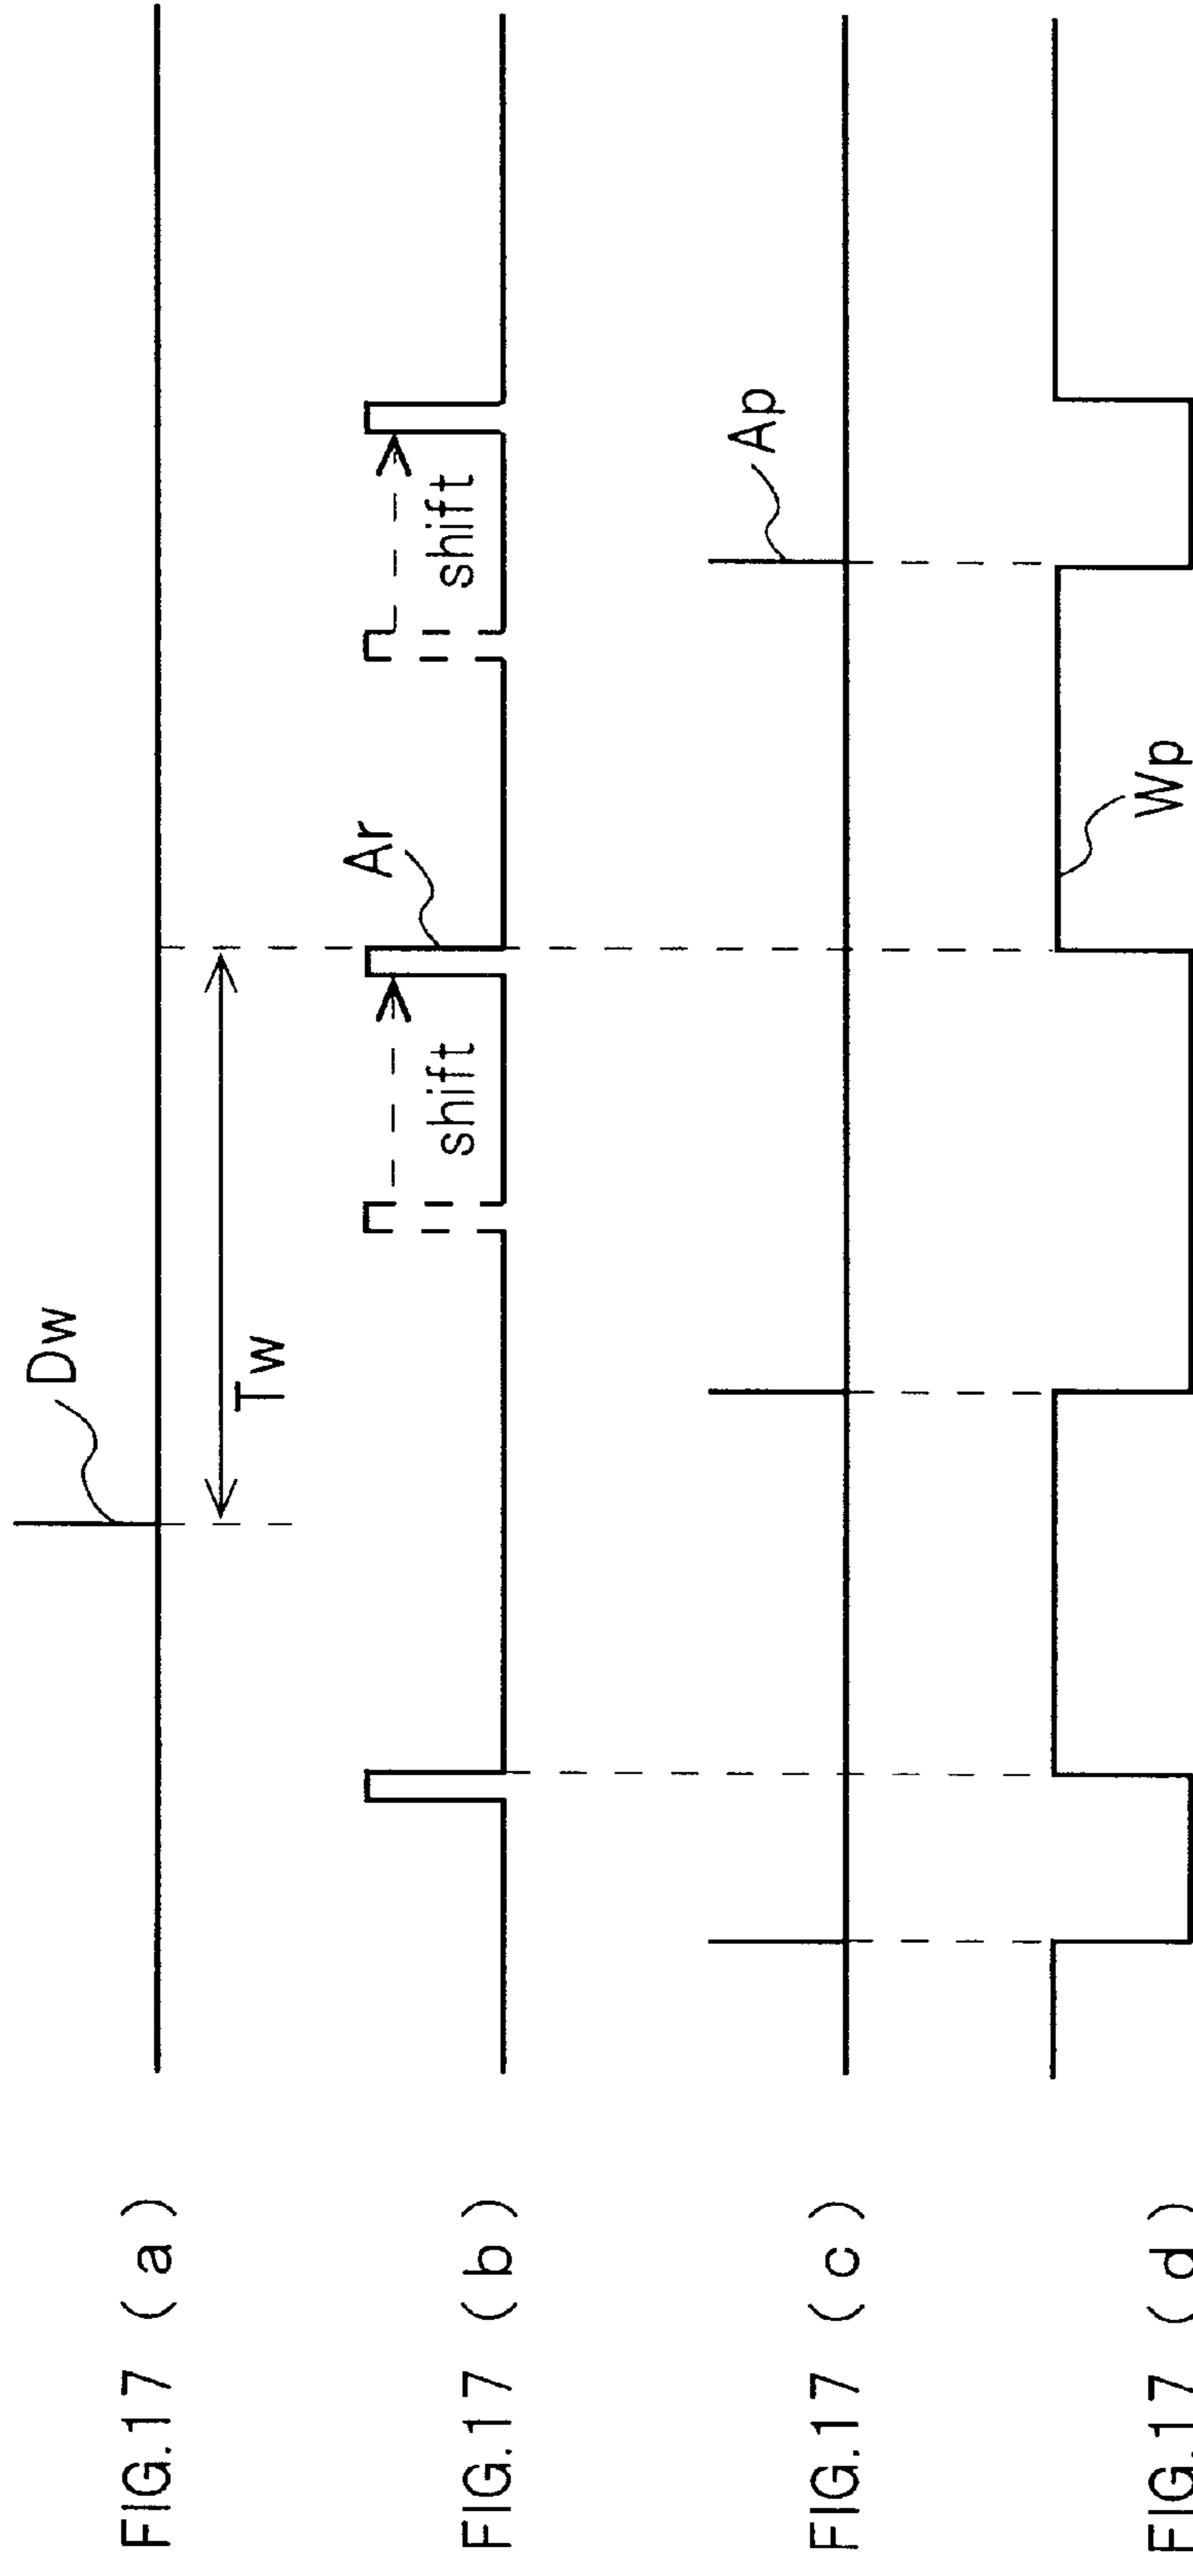 FIG.17 (a)
Dw
Tw
FIG.17 (b)
shift
Ar
shift
FIG.17 (c)
Ap
FIG.17 (d)
Wp